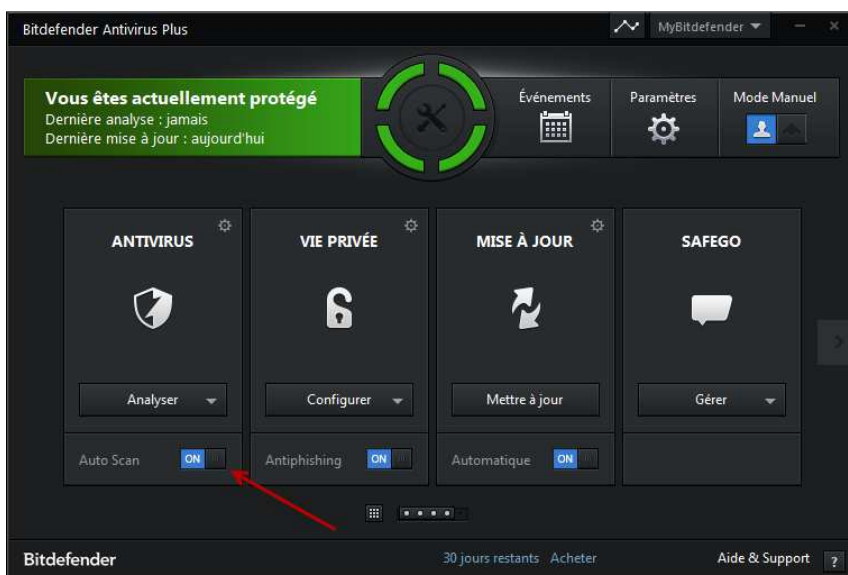 Bitdefender Antivirus Plus
MyBitdefender
Vous êtes actuellement protégé
Dernière analyse : jamais
Dernière mise à jour : aujourd'hui
Événements
Paramètres
Mode Manuel
ANTIVIRUS
VIE PRIVÉE
MISE À JOUR
SAFEGO
Analyser
Configurer
Mettre à jour
Gérer
Auto Scan ON
Antiphishing ON
Automatique ON
Bitdefender
30 jours restants Acheter
Aide & Support ?